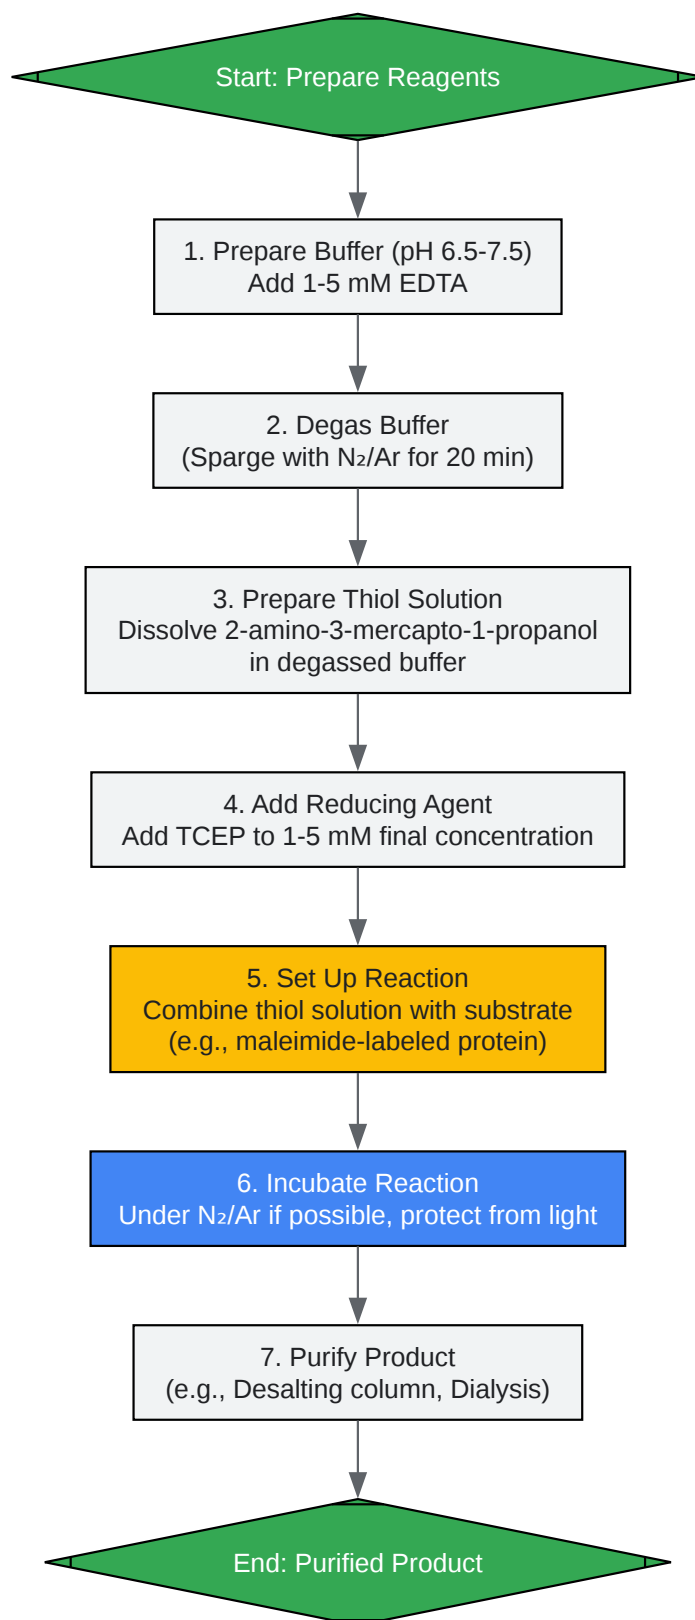 Start: Prepare Reagents
1. Prepare Buffer (pH 6.5-7.5)
Add 1-5 mM EDTA
2. Degas Buffer
(Sparge with N₂/Ar for 20 min)
3. Prepare Thiol Solution
Dissolve 2-amino-3-mercapto-1-propanol
in degassed buffer
4. Add Reducing Agent
Add TCEP to 1-5 mM final concentration
5. Set Up Reaction
Combine thiol solution with substrate
(e.g., maleimide-labeled protein)
6. Incubate Reaction
Under N₂/Ar if possible, protect from light
7. Purify Product
(e.g., Desalting column, Dialysis)
End: Purified Product